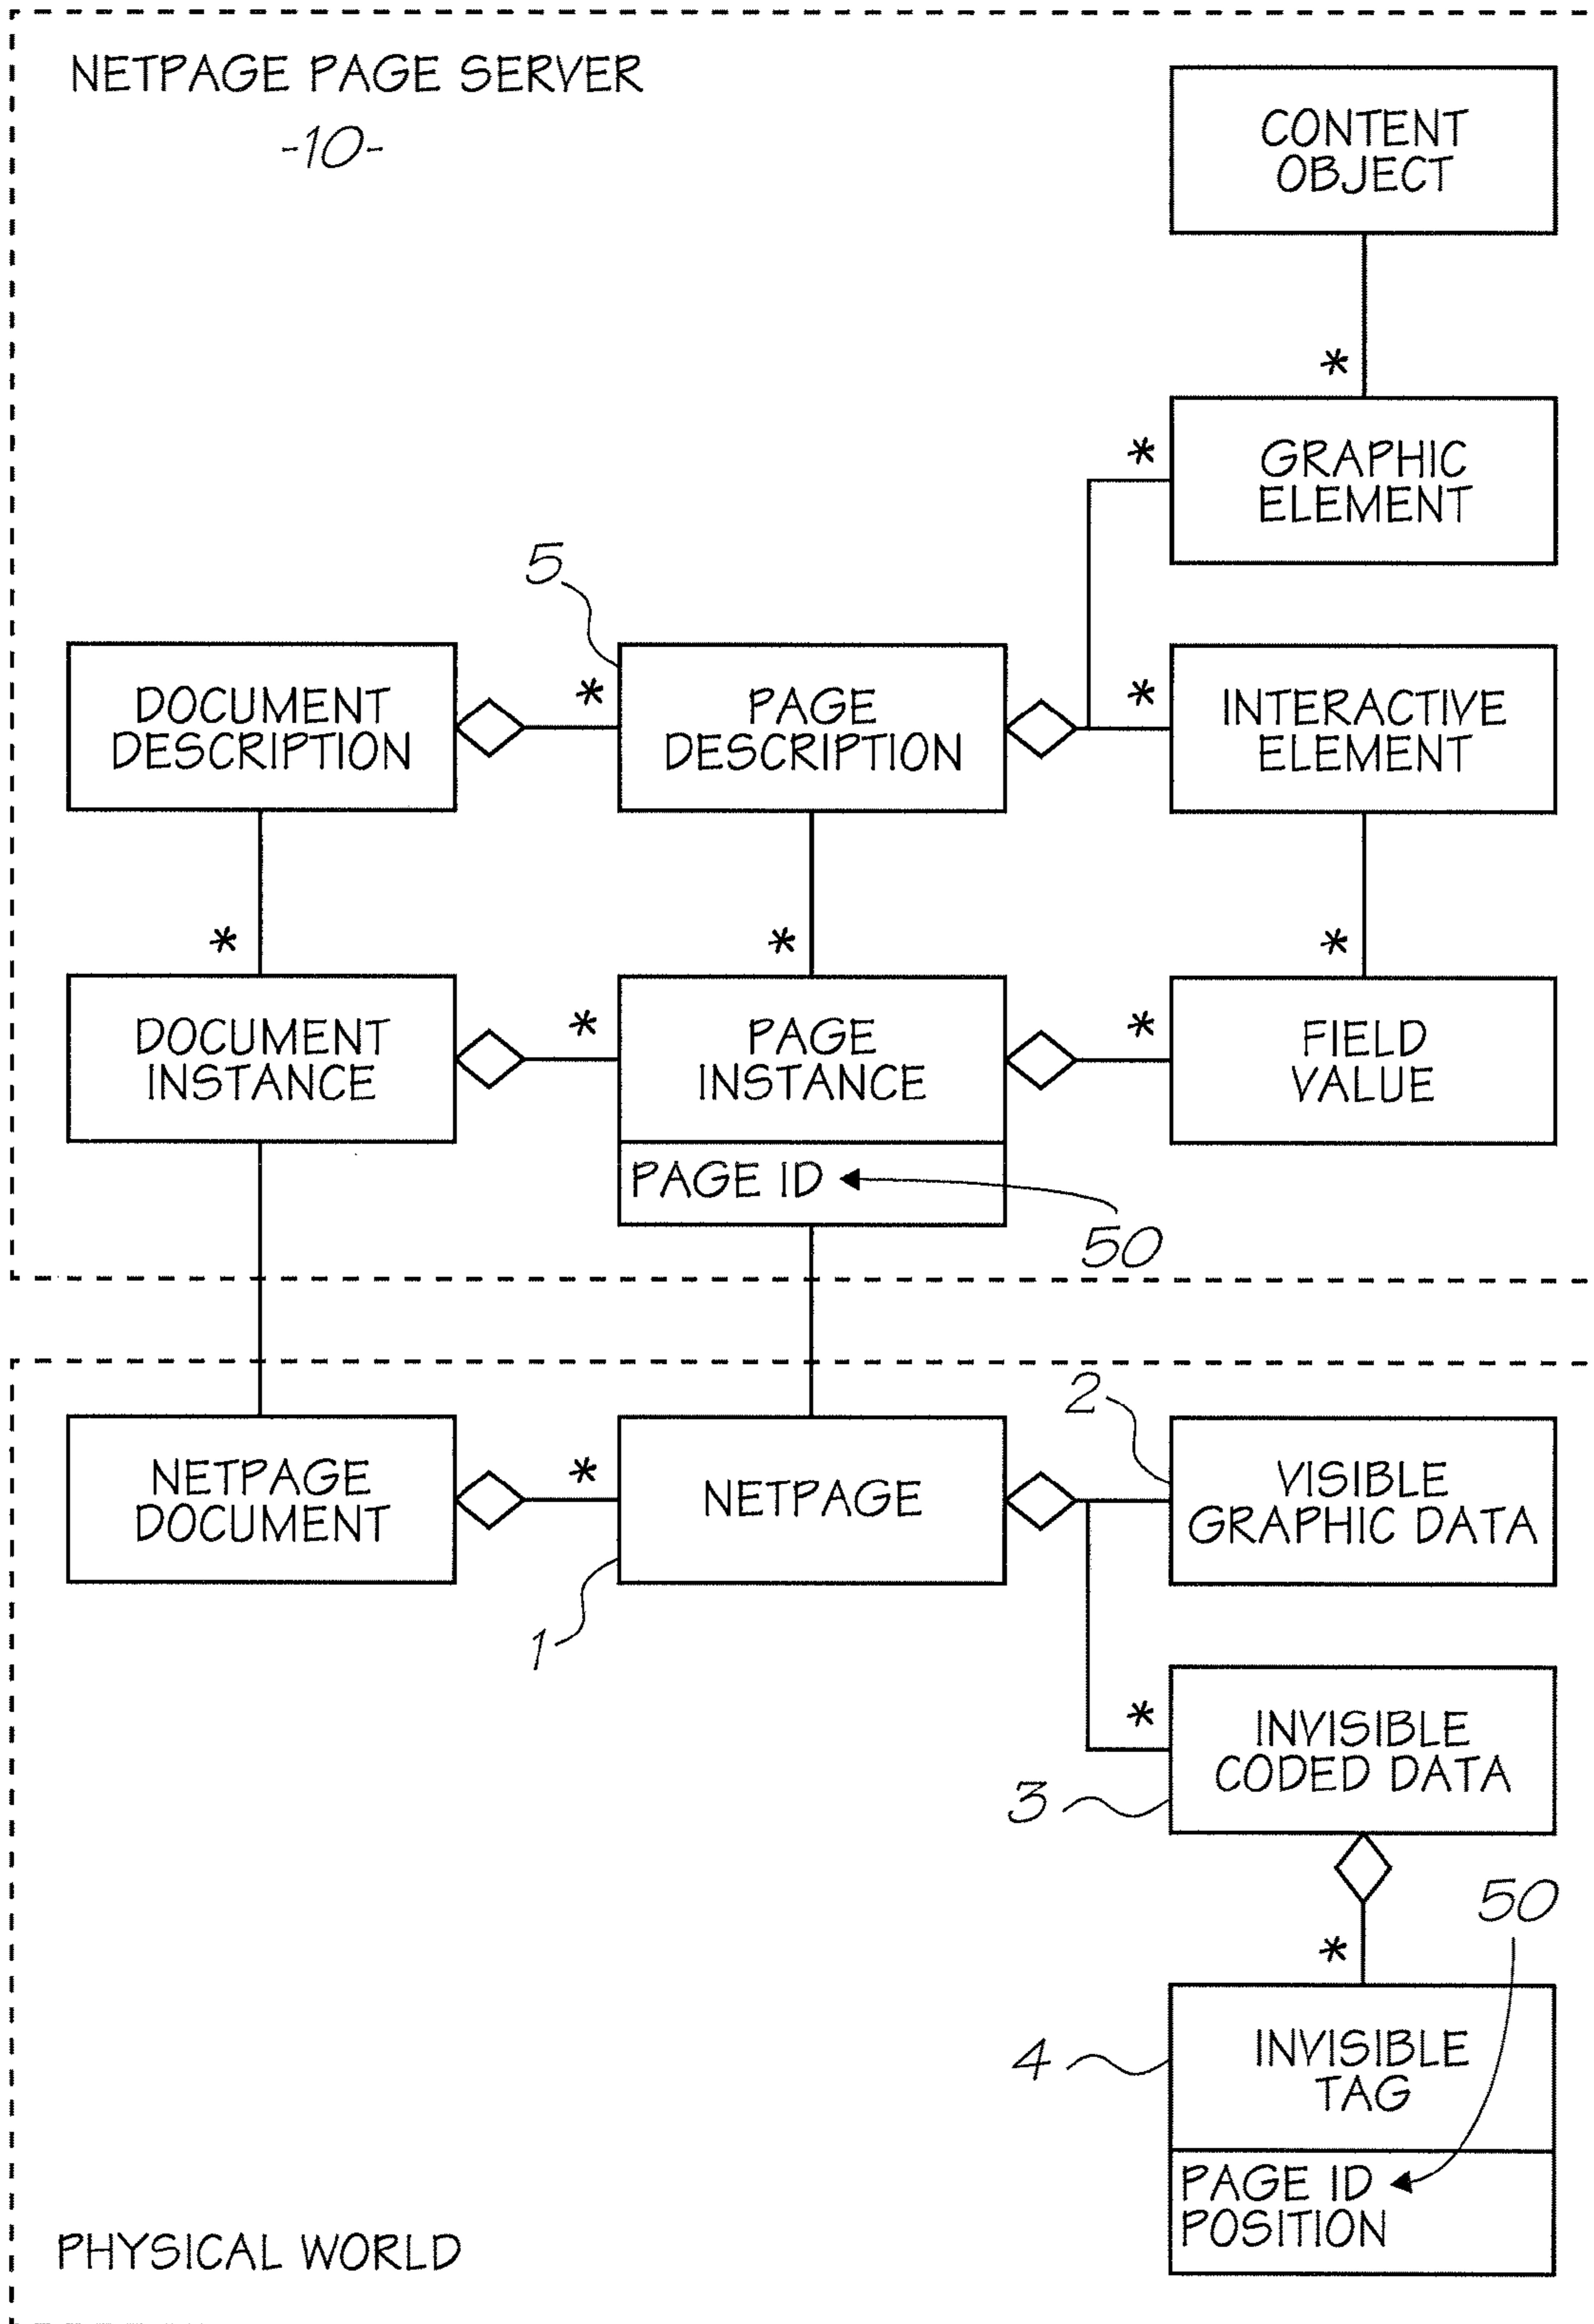 NETPAGE PAGE SERVER
-10-
CONTENT
OBJECT
*
*
GRAPHIC
ELEMENT
5
DOCUMENT
DESCRIPTION
*
PAGE
DESCRIPTION
*
INTERACTIVE
ELEMENT
*
*
*
DOCUMENT
INSTANCE
*
PAGE
INSTANCE
*
FIELD
VALUE
PAGE ID
50
2
NETPAGE
DOCUMENT
*
NETPAGE
VISIBLE
GRAPHIC DATA
1
*
INVISIBLE
CODED DATA
3
50
*
4
INVISIBLE
TAG
PAGE ID
POSITION
PHYSICAL WORLD